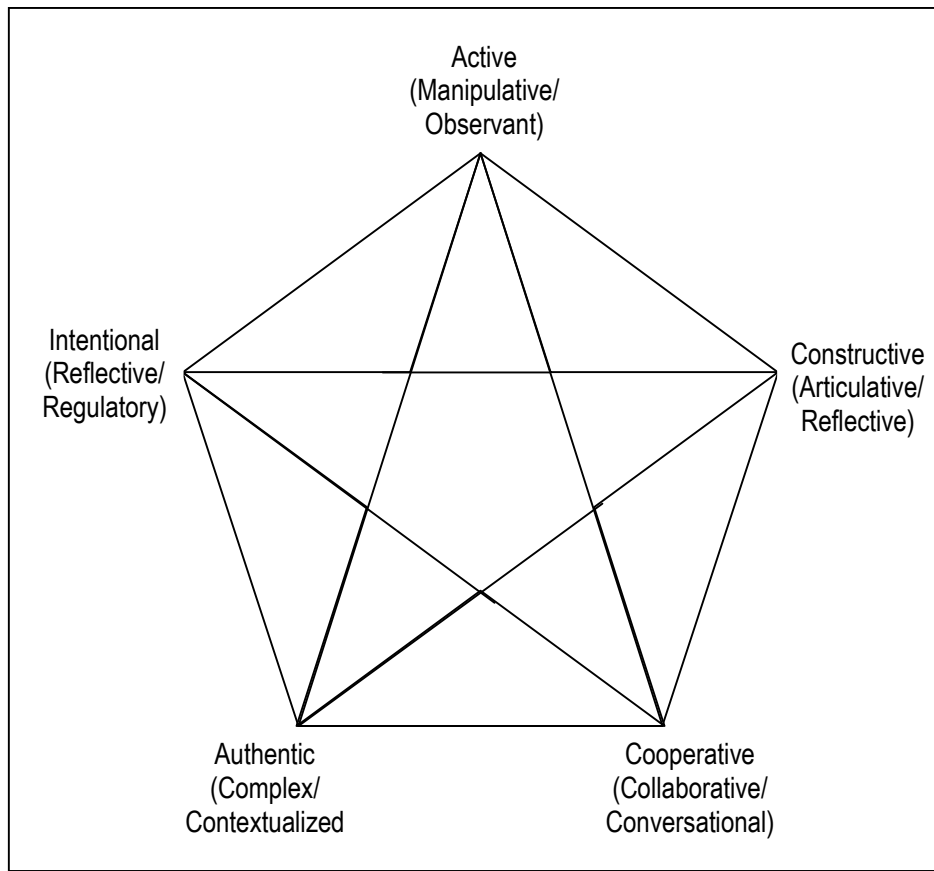 Active
(Manipulative/
Observant)
Intentional
(Reflective/
Regulatory)
Constructive
(Articulative/
Reflective)
Authentic
(Complex/
Contextualized
Cooperative
(Collaborative/
Conversational)